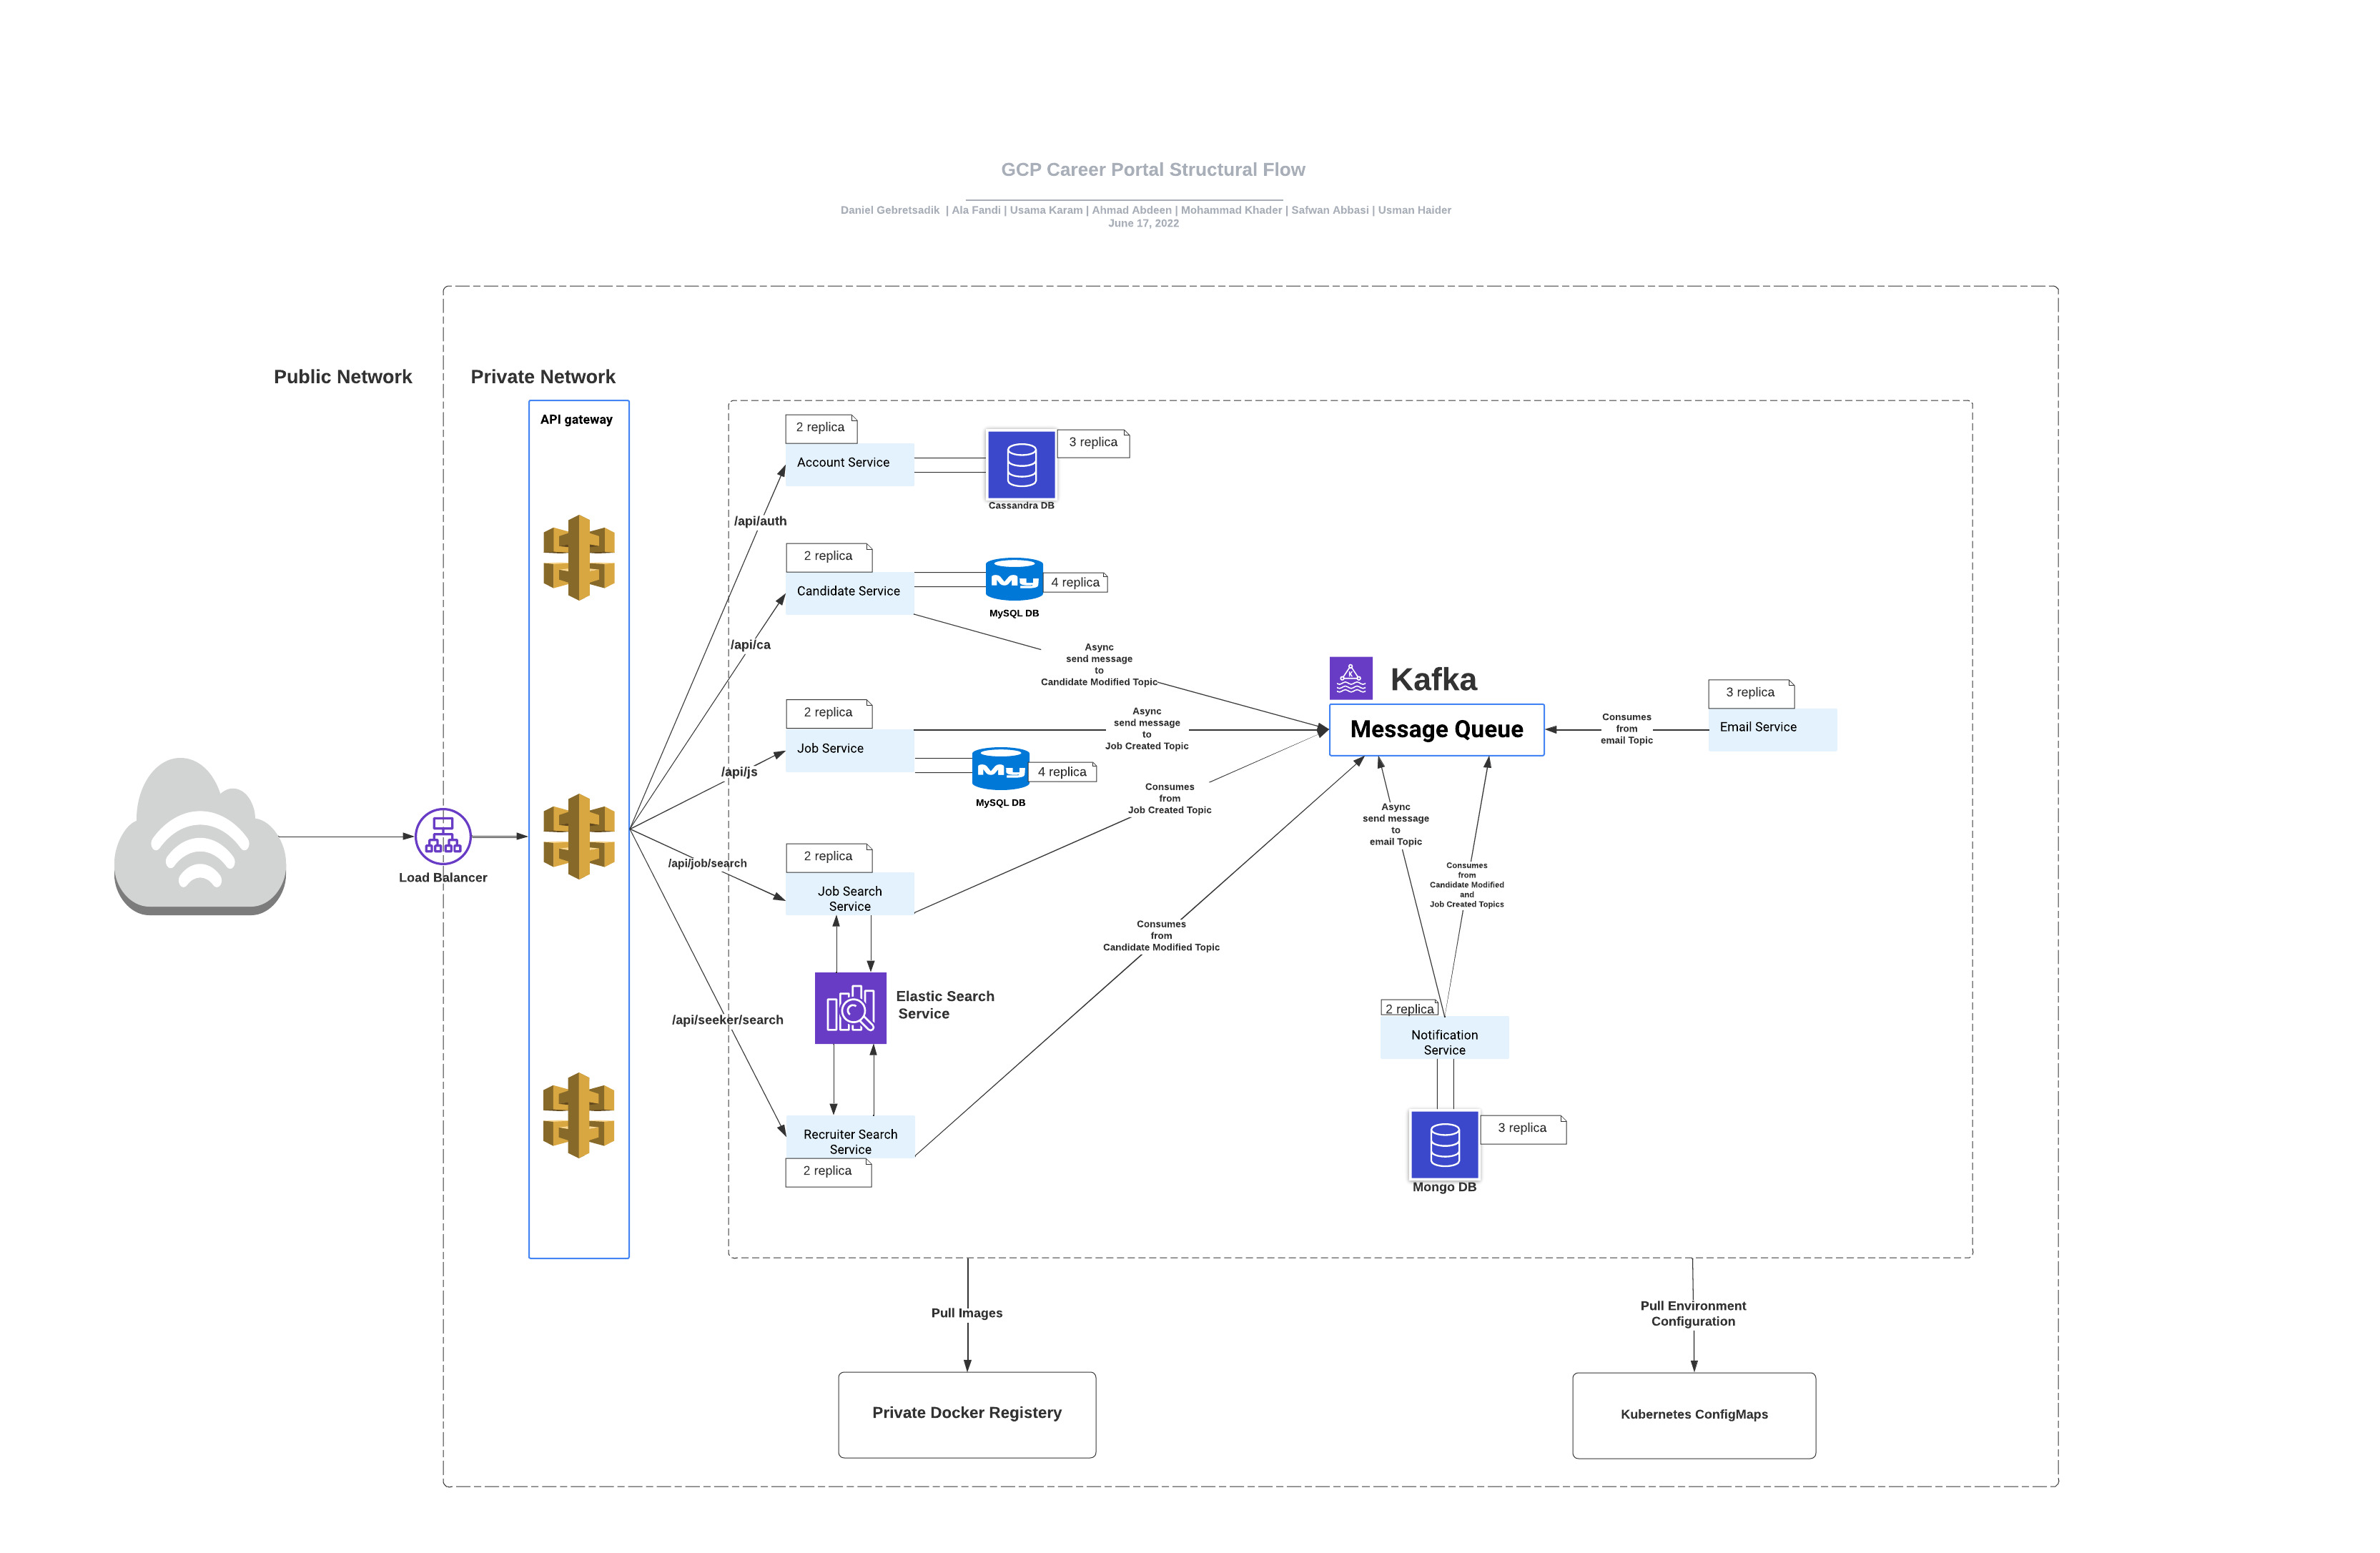 GCP Career Portal Structural Flow
Daniel Gebretsadik | Ala Fandi | Usama Karam | Ahmad Abdeen | Mohammad Khader | Safwan Abbasi | Usman Haider
June 17, 2022
Public Network
Private Network
API gateway
2 replica
Account Service
3 replica
Cassandra DB
/api/auth
2 replica
Candidate Service
4 replica
MySQL DB
/api/ca
Async
send message
to
Candidate Modified Topic
Kafka
Message Queue
2 replica
Job Service
4 replica
MySQL DB
/api/js
Async
send message
to
Job Created Topic
Consumes
from
email Topic
3 replica
Email Service
Consumes
from
Job Created Topic
Async
send message
to
email Topic
Load Balancer
/api/job/search
2 replica
Job Search
Service
Consumes
from
Candidate Modified
and
Job Created Topics
Consumes
from
Candidate Modified Topic
Elastic Search
Service
/api/seeker/search
2 replica
Notification
Service
Recruiter Search
Service
2 replica
3 replica
Mongo DB
Pull Images
Pull Environment
Configuration
Private Docker Registery
Kubernetes ConfigMaps
My
My
K